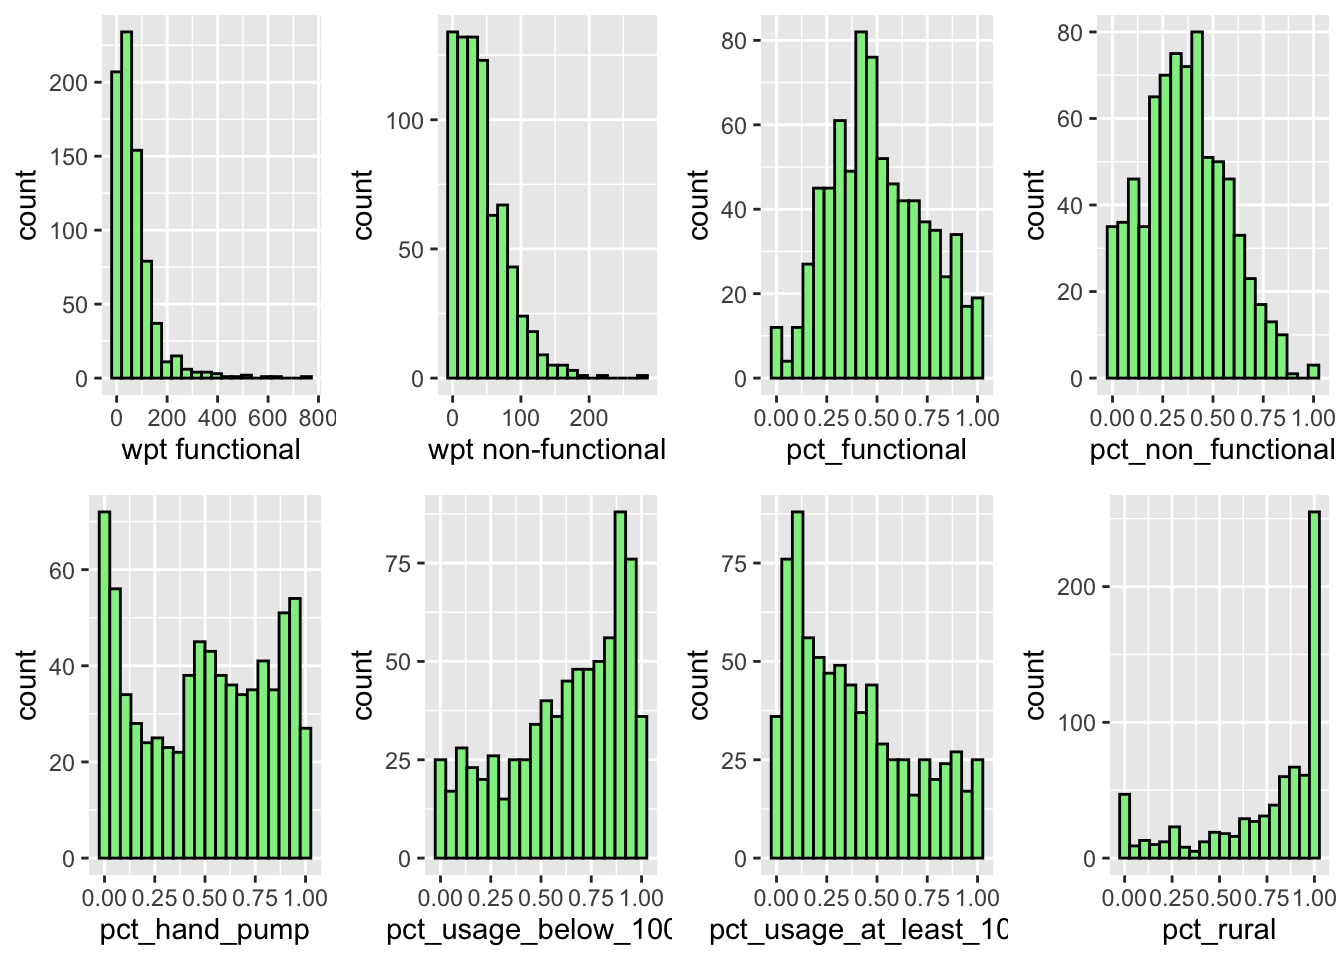 count
200
150
100
50
0
0 200 400 600 800
wpt functional
count
100
50
0
0 100 200
wpt non-functional
count
80
60
40
20
0
0.00 0.25 0.50 0.75 1.00
pct_functional
count
80
60
40
20
0
0.00 0.25 0.50 0.75 1.00
pct_non_functional
count
60
40
20
0
0.00 0.25 0.50 0.75 1.00
pct_hand_pump
count
75
50
25
0
0.00 0.25 0.50 0.75 1.00
pct_usage_below_100
count
75
50
25
0
0.00 0.25 0.50 0.75 1.00
pct_usage_at_least_10
count
200
100
0
0.00 0.25 0.50 0.75 1.00
pct_rural